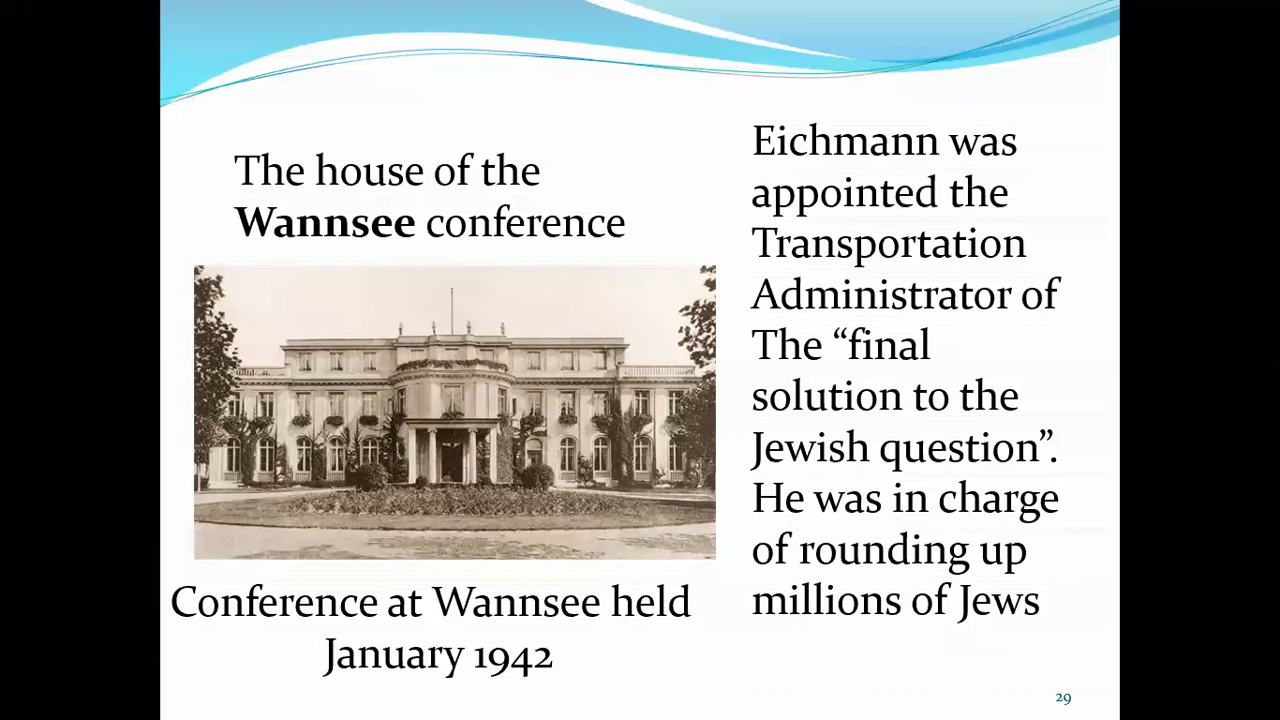 The house of the
Wannsee conference
Conference at Wannsee held
January 1942
Eichmann was
appointed the
Transportation
Administrator of
The “final
solution to the
Jewish question”.
He was in charge
of rounding up
millions of Jews
29